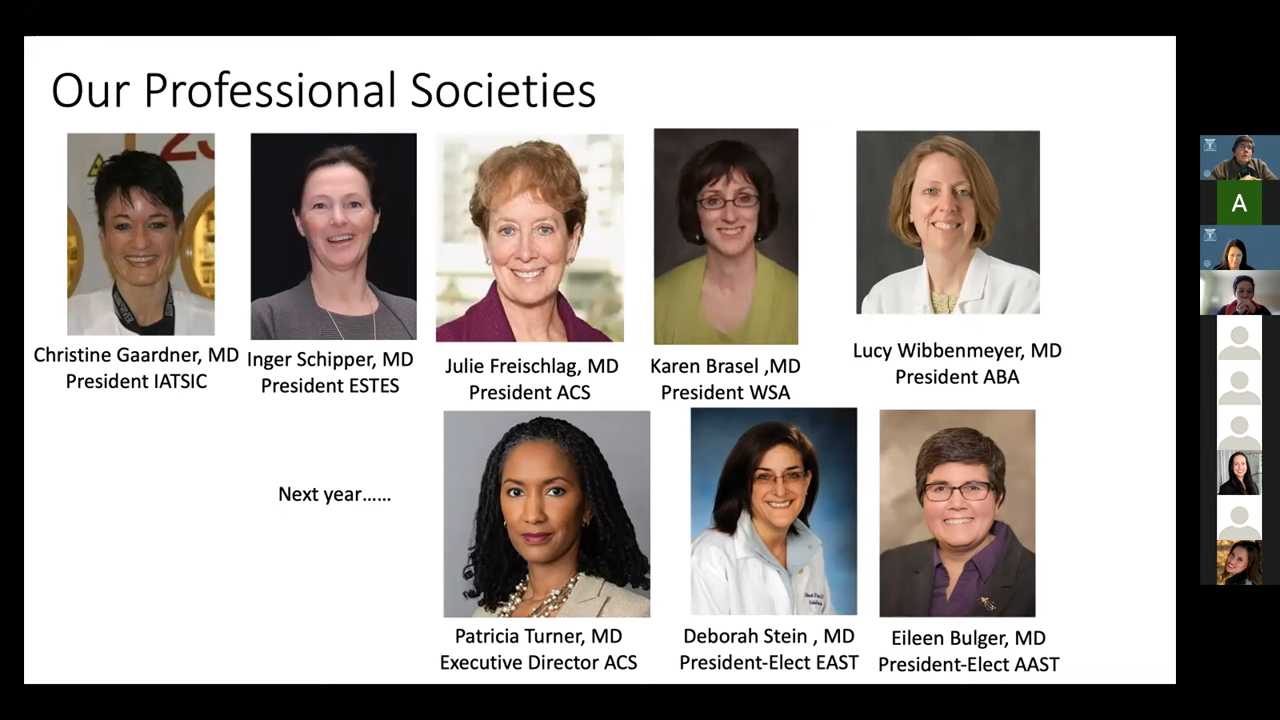 Our Professional Societies
Christine Gaardner, MD
President IATSIC
Inger Schipper, MD
President ESTES
Julie Freischlag, MD
President ACS
Karen Brasel ,MD
President WSA
Lucy Wibbenmeyer, MD
President ABA
Next year......
Patricia Turner, MD
Executive Director ACS
Deborah Stein , MD
President-Elect EAST
Eileen Bulger, MD
President-Elect AAST
A